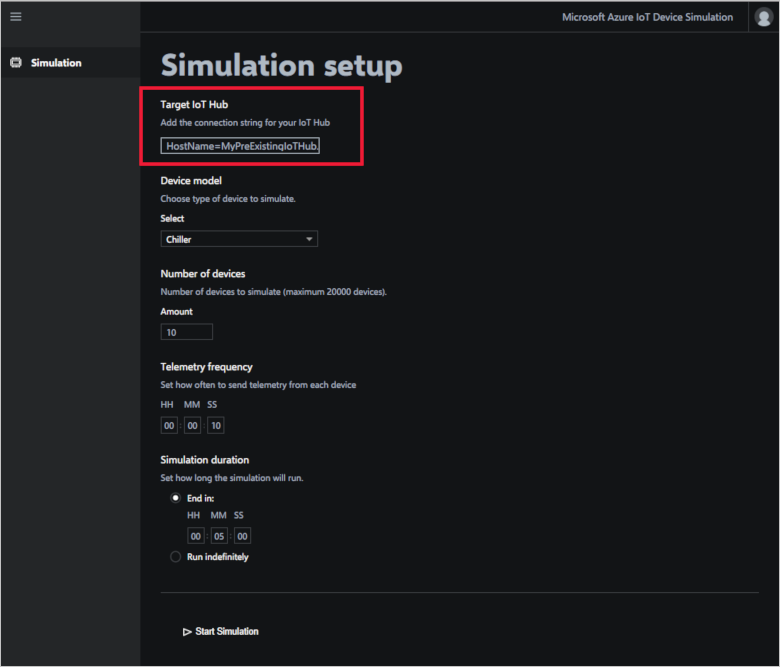 Microsoft Azure IoT Device Simulation
Simulation
Simulation setup
Target IoT Hub
Add the connection string for your IoT Hub
HostName=MyPreExistingIoTHub.
Device model
Choose type of device to simulate.
Select
Chiller
Number of devices
Number of devices to simulate (maximum 20000 devices).
Amount
10
Telemetry frequency
Set how often to send telemetry from each device
HH MM SS
00 : 00 : 10
Simulation duration
Set how long the simulation will run.
End in:
HH MM SS
00 : 05 : 00
Run indefinitely
Start Simulation